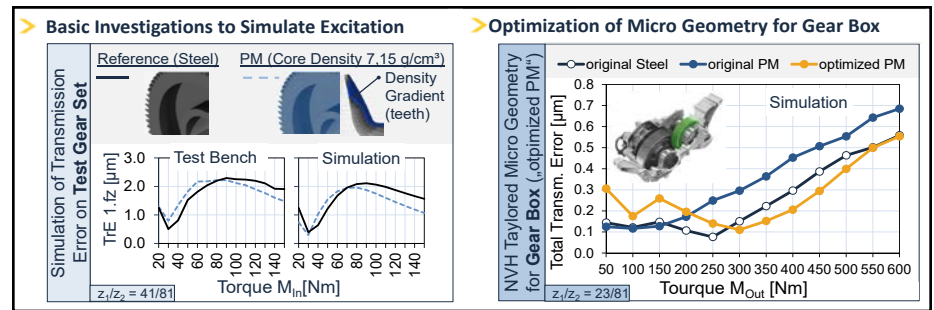 Basic Investigations to Simulate Excitation
Simulation of Transmission
Error on Test Gear Set
Reference (Steel)
PM (Core Density 7,15 g/cm³)
Density
Gradient
(teeth)
TrE 1.fz [µm]
3.0
2.0
1.0
0.0
Test Bench
Simulation
20 40 60 80 100 120 140
20 40 60 80 100 120 140
Torque M_In[Nm]
z₁/z₂ = 41/81
Optimization of Micro Geometry for Gear Box
NVH Taylored Micro Geometry
for Gear Box („otpimized PM“)
original Steel original PM optimized PM
Total Transm. Error [µm]
0.8
0.7
0.6
0.5
0.4
0.3
0.2
0.1
0.0
Simulation
50 100 150 200 250 300 350 400 450 500 550 600
Tourque M_Out [Nm]
z₁/z₂ = 23/81